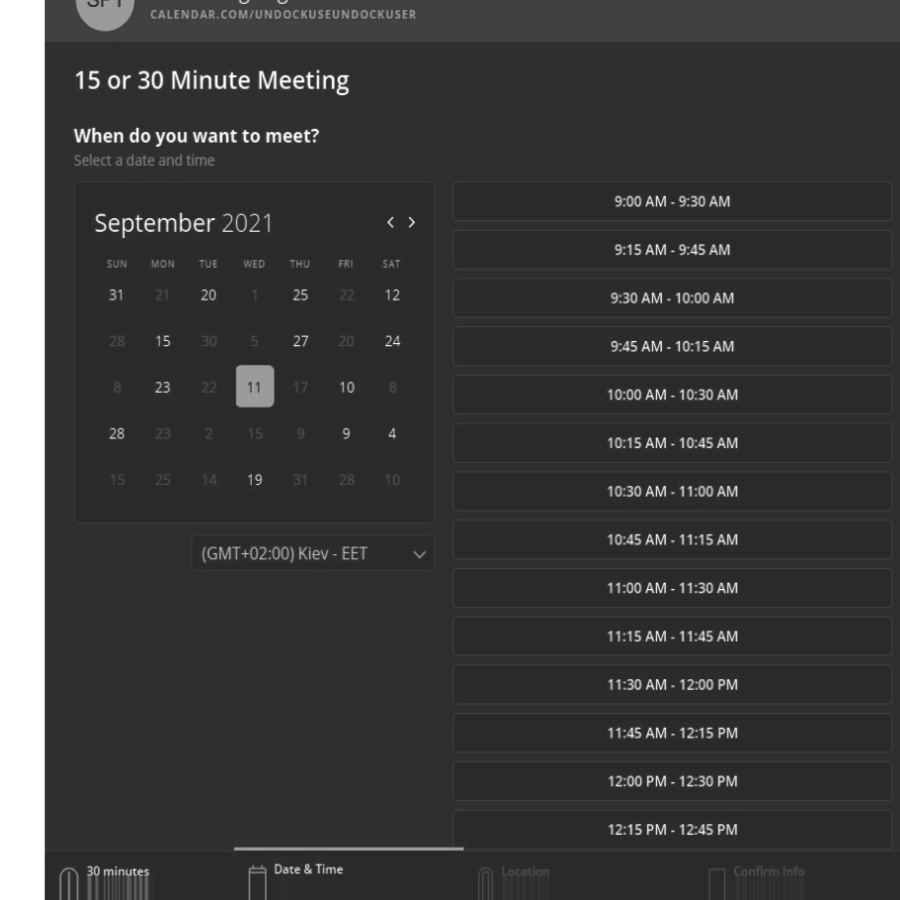 CALENDAR.COM/UNDOCKUSEUNDOCKUSER
15 or 30 Minute Meeting
When do you want to meet?
Select a date and time
September 2021
SUN MON TUE WED THU FRI SAT
31 21 20 1 25 22 12
28 15 30 5 27 20 24
8 23 22 11 17 10 8
28 23 2 15 9 9 4
15 25 14 19 31 28 10
(GMT+02:00) Kiev - EET
9:00 AM - 9:30 AM
9:15 AM - 9:45 AM
9:30 AM - 10:00 AM
9:45 AM - 10:15 AM
10:00 AM - 10:30 AM
10:15 AM - 10:45 AM
10:30 AM - 11:00 AM
10:45 AM - 11:15 AM
11:00 AM - 11:30 AM
11:15 AM - 11:45 AM
11:30 AM - 12:00 PM
11:45 AM - 12:15 PM
12:00 PM - 12:30 PM
12:15 PM - 12:45 PM
30 minutes
Date & Time
Location
Confirm Info